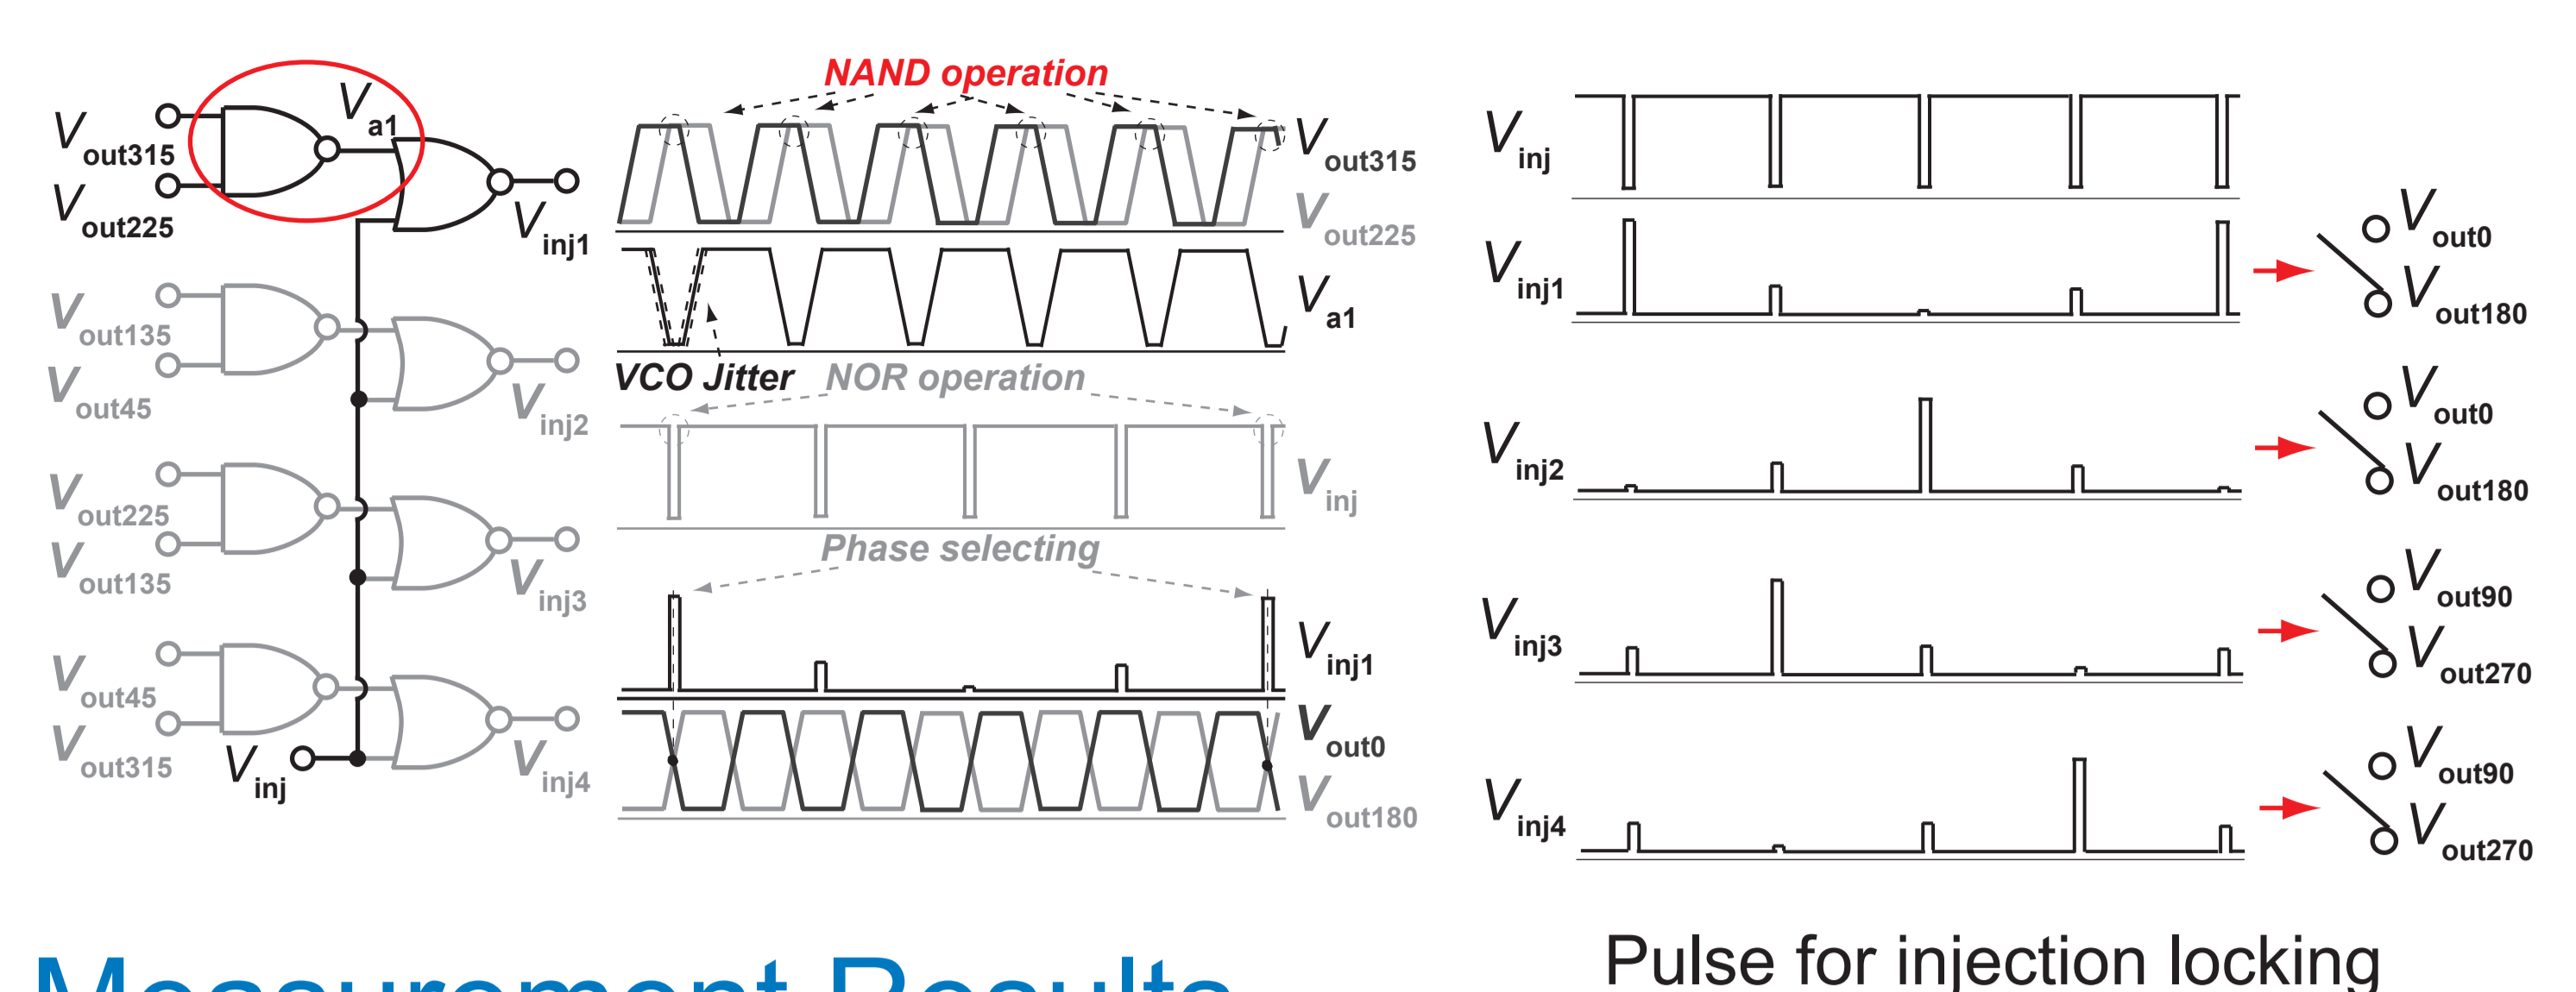 Vout315
Vout225
Va1
Vinj1
Vout135
Vout45
Vinj2
Vout225
Vout135
Vinj3
Vout45
Vout315
Vinj
Vinj4
NAND operation
Vout315
Vout225
Va1
VCO Jitter
NOR operation
Vinj
Phase selecting
Vinj1
Vout0
Vout180
Vinj
Vinj1
Vout0
Vout180
Vinj2
Vout0
Vout180
Vinj3
Vout90
Vout270
Vinj4
Vout90
Vout270
Pulse for injection locking
Measurement Results